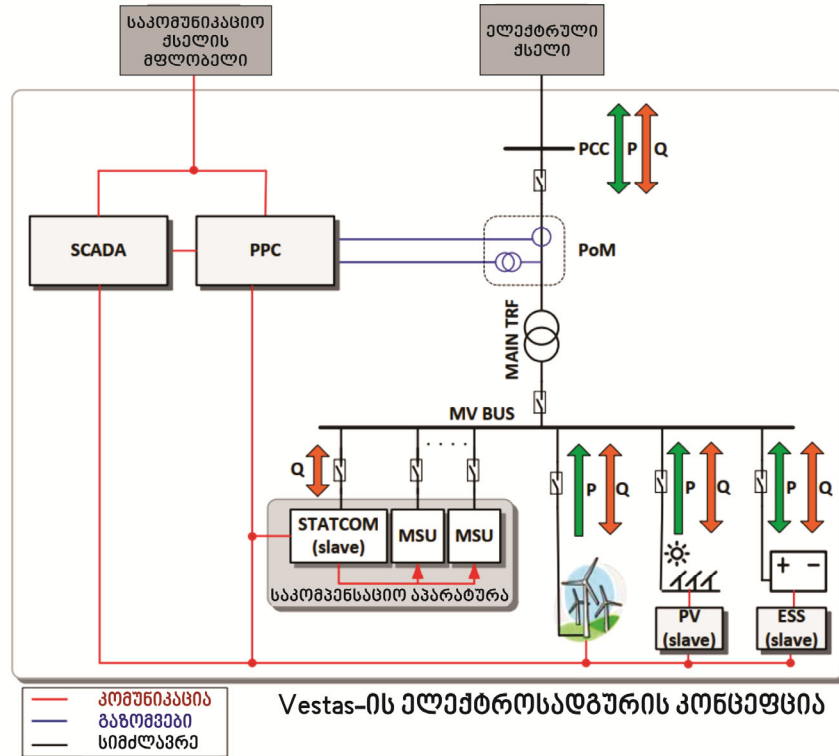 საკომუნიკაციო
ქსელის
მფლობელი
ელექტრული
ქსელი
PCC
P
Q
SCADA
PPC
PoM
MAIN TRF
MV BUS
Q
P
Q
P
Q
P
Q
STATCOM
(slave)
MSU
MSU
საკომპენსაციო აპარატურა
PV
(slave)
ESS
(slave)
კომუნიკაცია
გაზომვები
სიმძლავრე
Vestas-ის ელექტროსადგურის კონცეფცია